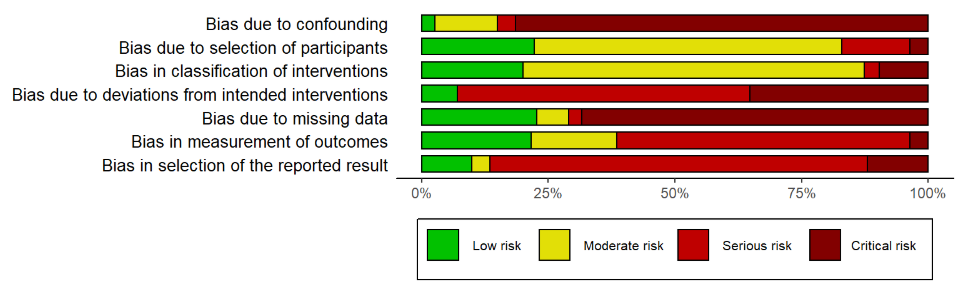 Bias due to confounding
Bias due to selection of participants
Bias in classification of interventions
Bias due to deviations from intended interventions
Bias due to missing data
Bias in measurement of outcomes
Bias in selection of the reported result
0% 25% 50% 75% 100%
Low risk Moderate risk Serious risk Critical risk